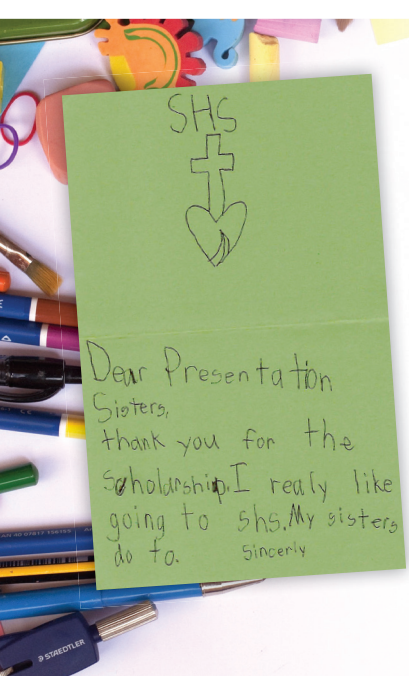 SHS
Dear Presentation
Sisters,
thank you for the
Scholarship. I realy like
going to shs. My sisters
do to. Sincerly
STAEDTLER